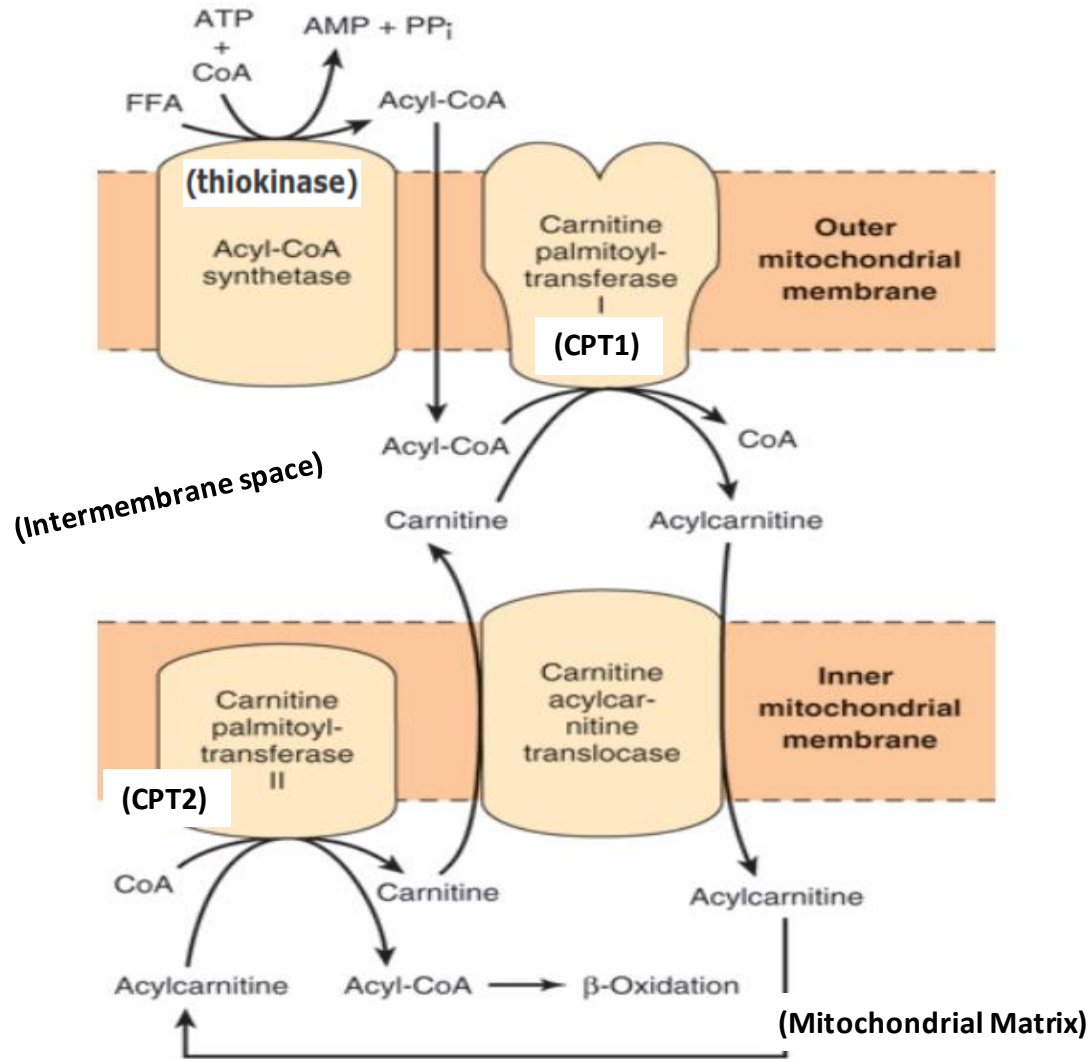 ATP
+
CoA
AMP + PPi
FFA
Acyl-CoA
(thiokinase)
Acyl-CoA
synthetase
Carnitine
palmitoyl-
transferase
I
(CPT1)
Outer
mitochondrial
membrane
Acyl-CoA
CoA
(Intermembrane space)
Carnitine
Acylcarnitine
Carnitine
palmitoyl-
transferase
II
(CPT2)
Carnitine
acylcar-
nitine
translocase
Inner
mitochondrial
membrane
CoA
Carnitine
Acylcarnitine
Acylcarnitine
Acyl-CoA
β-Oxidation
(Mitochondrial Matrix)